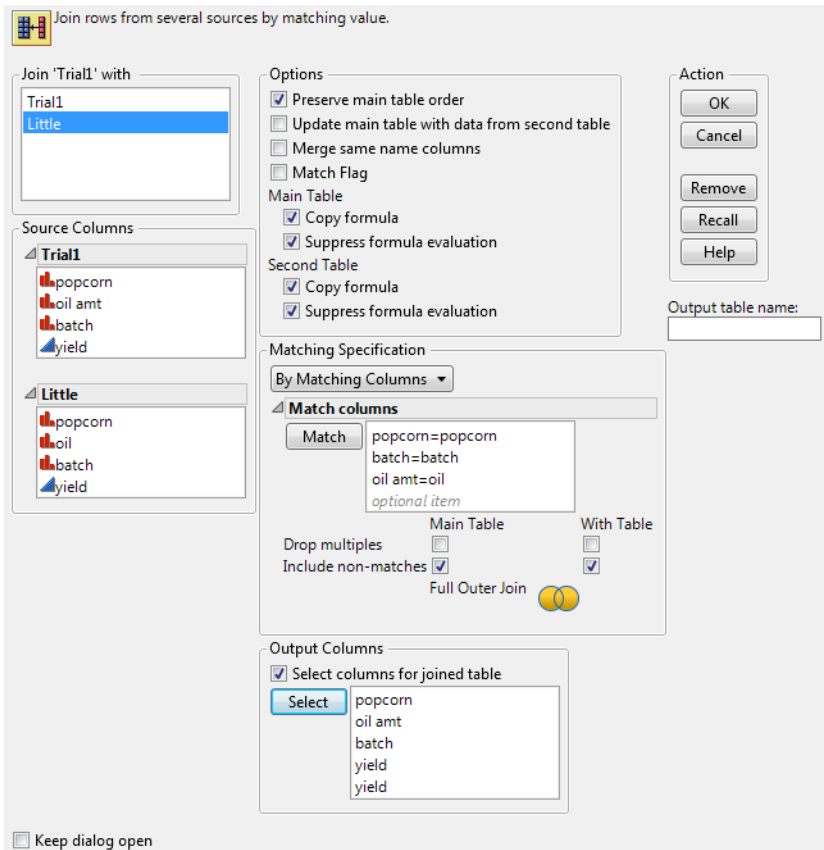 Join rows from several sources by matching value.
Join 'Trial1' with
Trial1
Little
Source Columns
Trial1
popcorn
oil amt
batch
yield
Little
popcorn
oil
batch
yield
Options
Preserve main table order
Update main table with data from second table
Merge same name columns
Match Flag
Main Table
Copy formula
Suppress formula evaluation
Second Table
Copy formula
Suppress formula evaluation
Matching Specification
By Matching Columns
Match columns
Match
popcorn=popcorn
batch=batch
oil amt=oil
optional item
Main Table With Table
Drop multiples
Include non-matches
Full Outer Join
Output Columns
Select columns for joined table
Select
popcorn
oil amt
batch
yield
yield
Action
OK
Cancel
Remove
Recall
Help
Output table name:
Keep dialog open